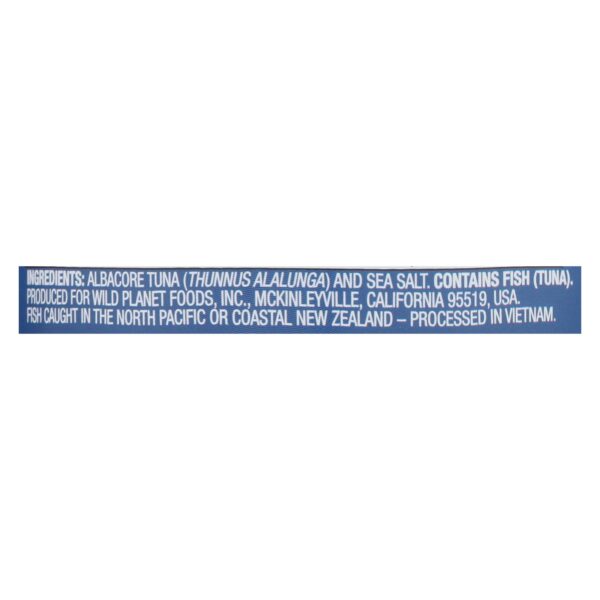 INGREDIENTS: ALBACORE TUNA (THUNNUS ALALUNGA) AND SEA SALT. CONTAINS FISH (TUNA).
PRODUCED FOR WILD PLANET FOODS, INC., MCKINLEYVILLE, CALIFORNIA 95519, USA.
FISH CAUGHT IN THE NORTH PACIFIC OR COASTAL NEW ZEALAND – PROCESSED IN VIETNAM.